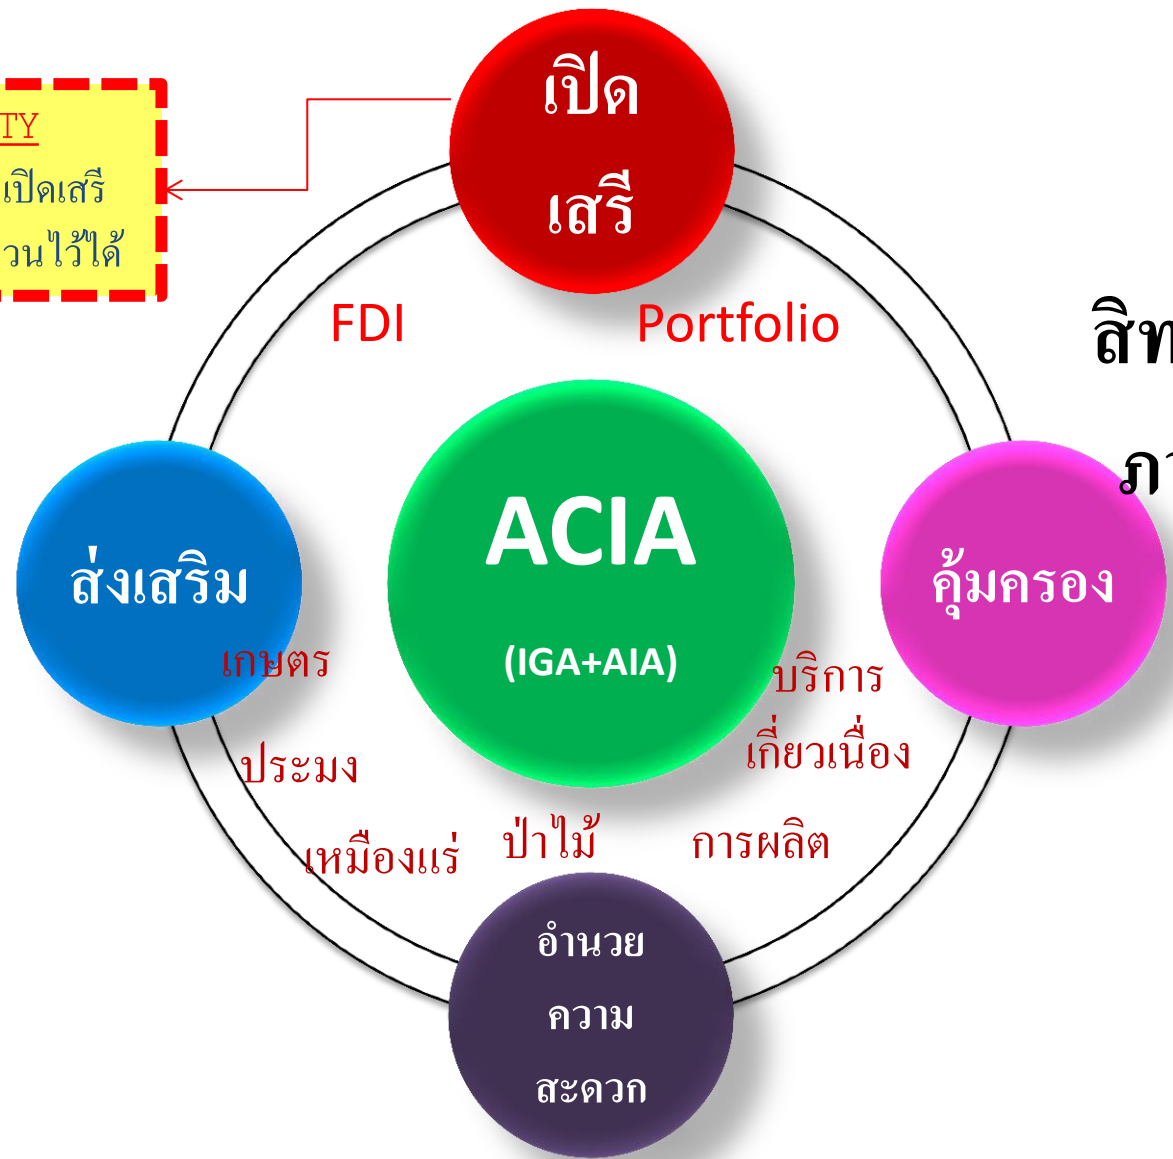 เปิด
เสรี
TY
เปิดเสรี
วนไว้ได้
FDI
Portfolio
สิท
ภา
ACIA
(IGA+AIA)
ส่งเสริม
คุ้มครอง
เกษตร
บริการ
เกี่ยวเนื่อง
ประมง
เหมืองแร่
ป่าไม้
การผลิต
อำนวย
ความ
สะดวก